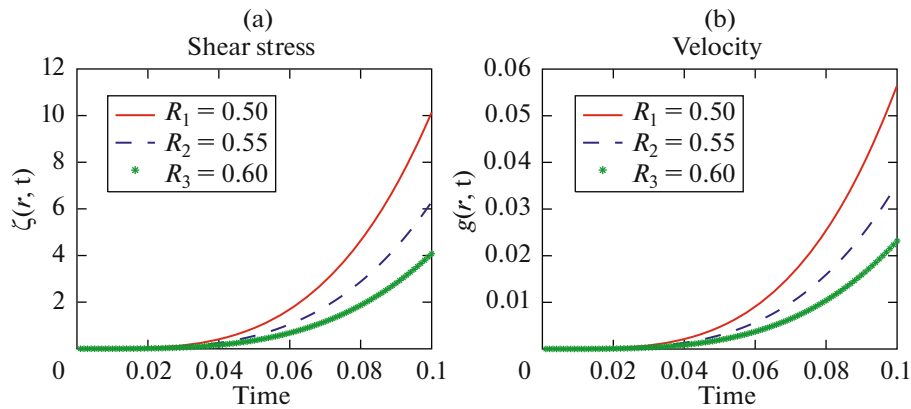 (a)
Shear stress
12
10
8
6
4
2
0
0.02
0.04
0.06
0.08
0.1
Time
ζ(r, t)
R1 = 0.50
R2 = 0.55
R3 = 0.60
(b)
Velocity
0.06
0.05
0.04
0.03
0.02
0.01
0
0.02
0.04
0.06
0.08
0.1
Time
g(r, t)
R1 = 0.50
R2 = 0.55
R3 = 0.60